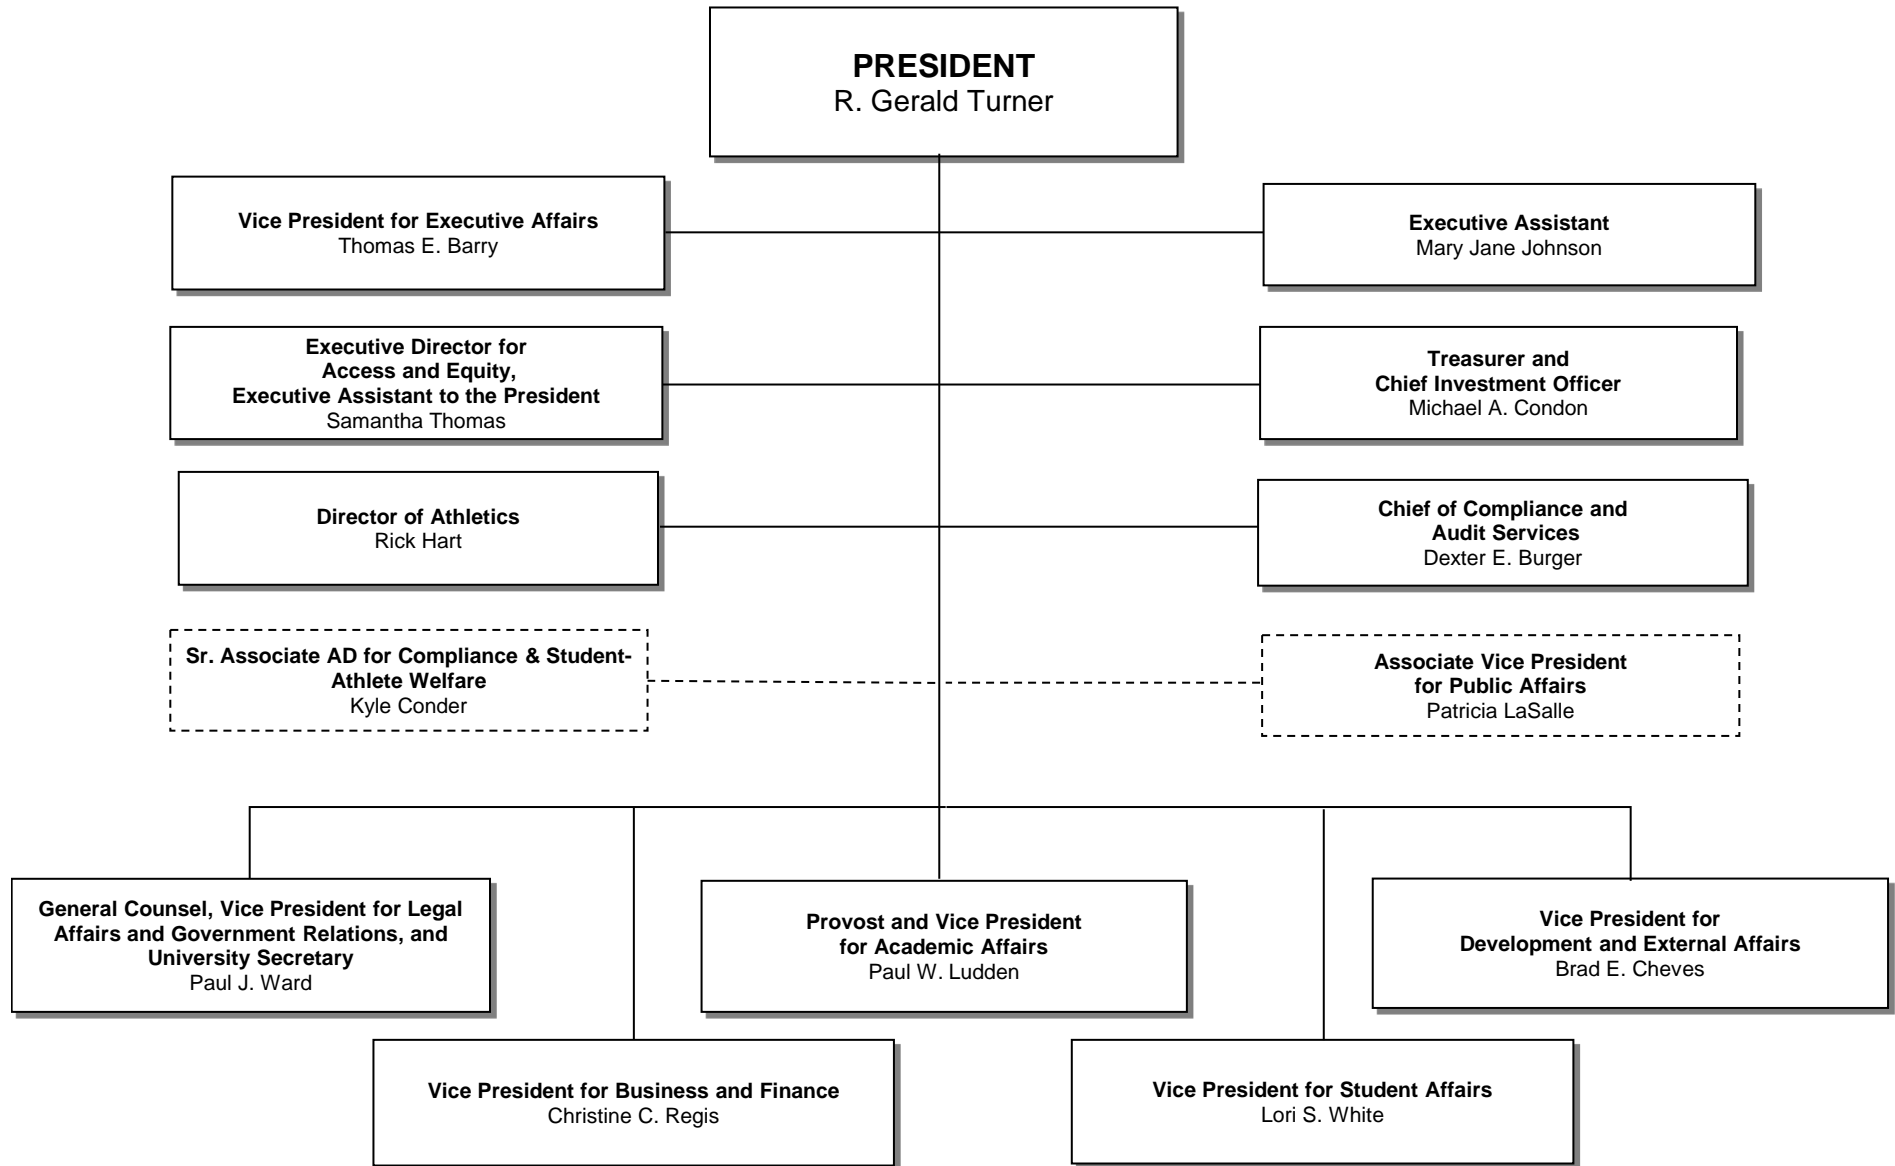 PRESIDENT
R. Gerald Turner
Vice President for Executive Affairs
Thomas E. Barry
Executive Assistant
Mary Jane Johnson
Executive Director for
Access and Equity,
Executive Assistant to the President
Samantha Thomas
Treasurer and
Chief Investment Officer
Michael A. Condon
Director of Athletics
Rick Hart
Chief of Compliance and
Audit Services
Dexter E. Burger
Sr. Associate AD for Compliance & Student-
Athlete Welfare
Kyle Conder
Associate Vice President
for Public Affairs
Patricia LaSalle
General Counsel, Vice President for Legal
Affairs and Government Relations, and
University Secretary
Paul J. Ward
Provost and Vice President
for Academic Affairs
Paul W. Ludden
Vice President for
Development and External Affairs
Brad E. Cheves
Vice President for Business and Finance
Christine C. Regis
Vice President for Student Affairs
Lori S. White